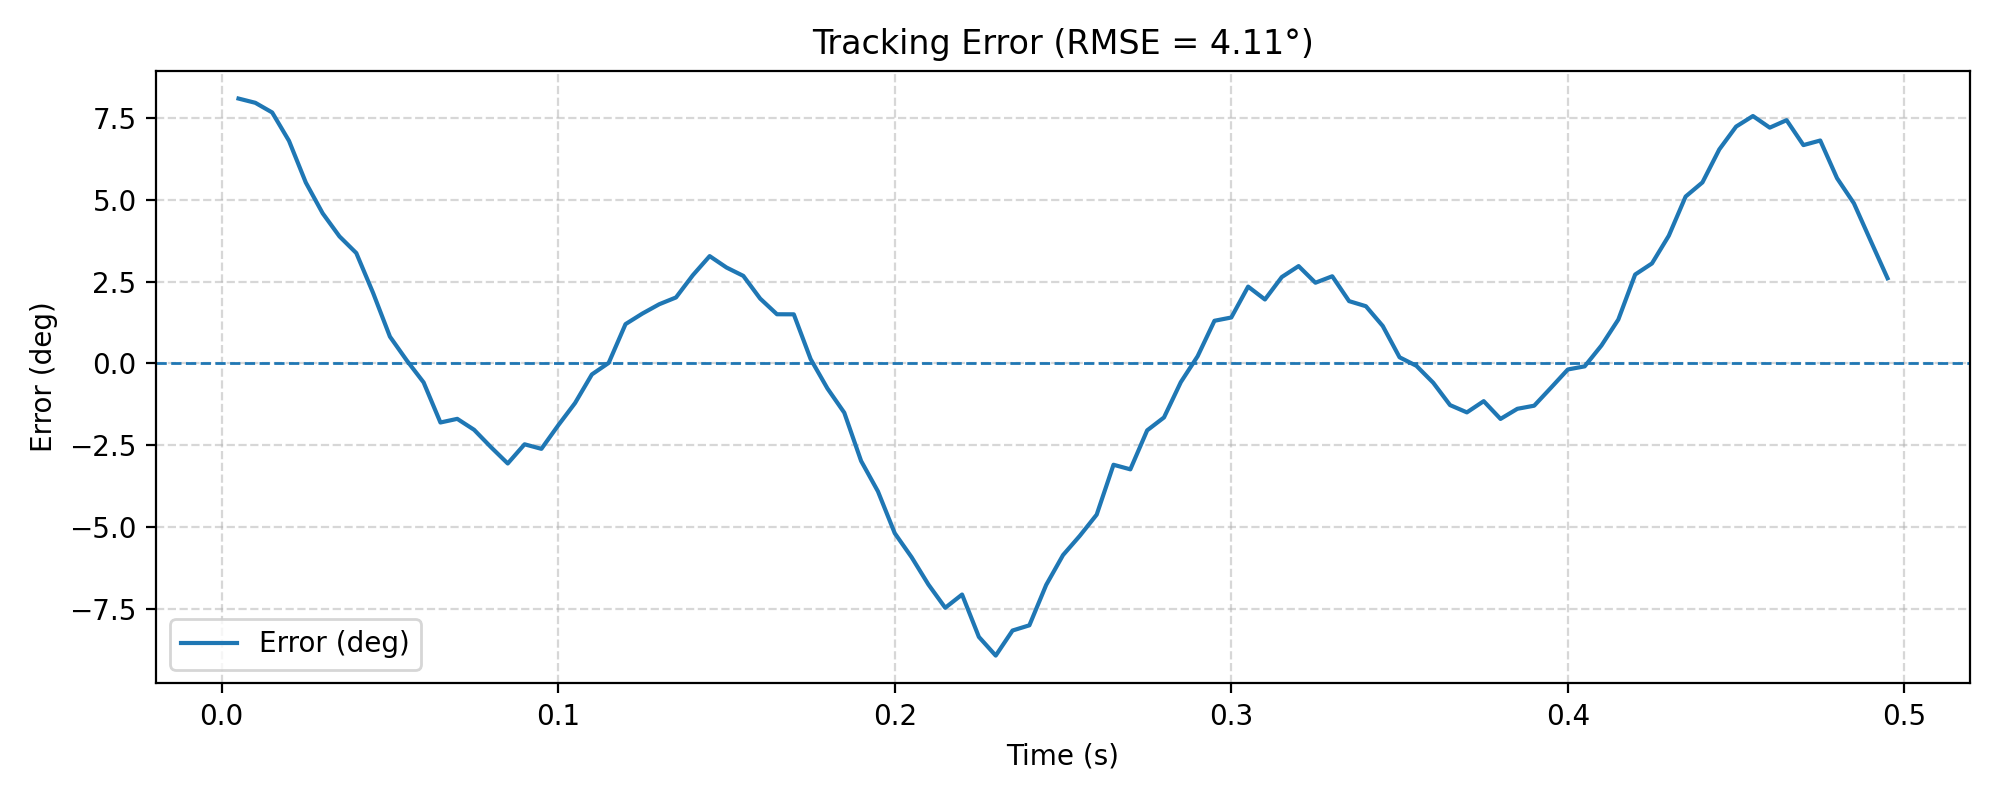 Tracking Error (RMSE = 4.11°)
Error (deg)
7.5
5.0
2.5
0.0
−2.5
−5.0
−7.5
Error (deg)
0.0 0.1 0.2 0.3 0.4 0.5
Time (s)